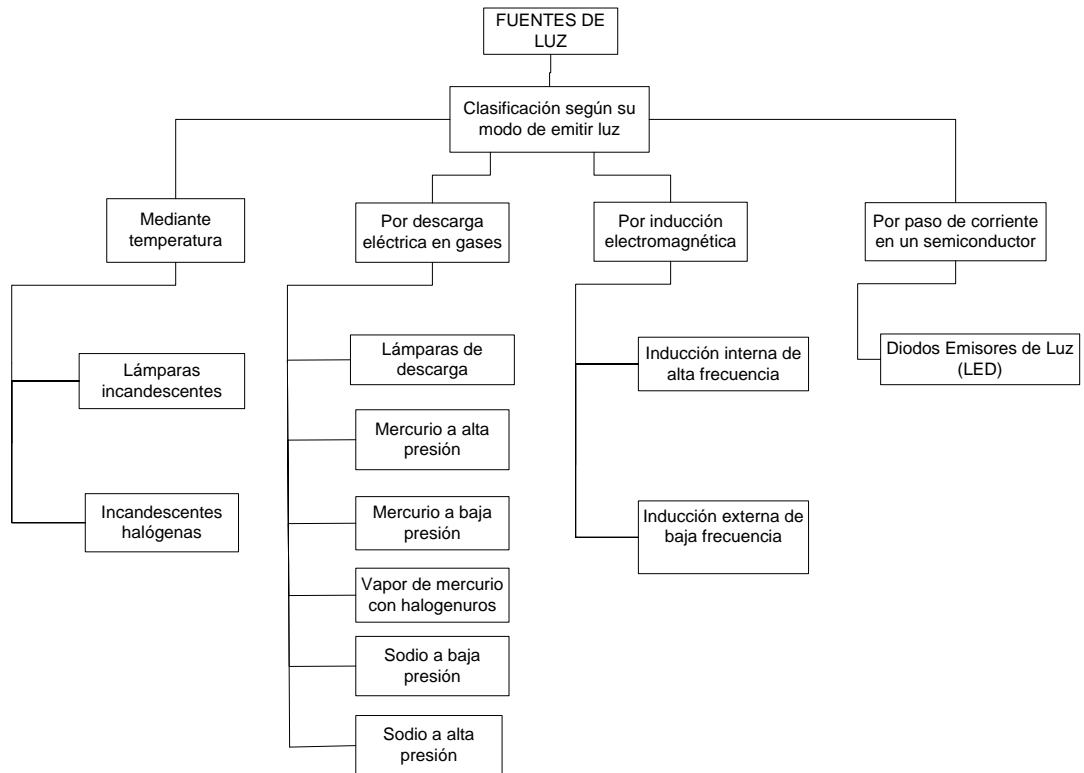 FUENTES DE
LUZ
Clasificación según su
modo de emitir luz
Mediante
temperatura
Lámparas
incandescentes
Incandescentes
halógenas
Por descarga
eléctrica en gases
Lámparas de
descarga
Mercurio a alta
presión
Mercurio a baja
presión
Vapor de mercurio
con halogenuros
Sodio a baja
presión
Sodio a alta
presión
Por inducción
electromagnética
Inducción interna de
alta frecuencia
Inducción externa de
baja frecuencia
Por paso de corriente
en un semiconductor
Diodos Emisores de Luz
(LED)